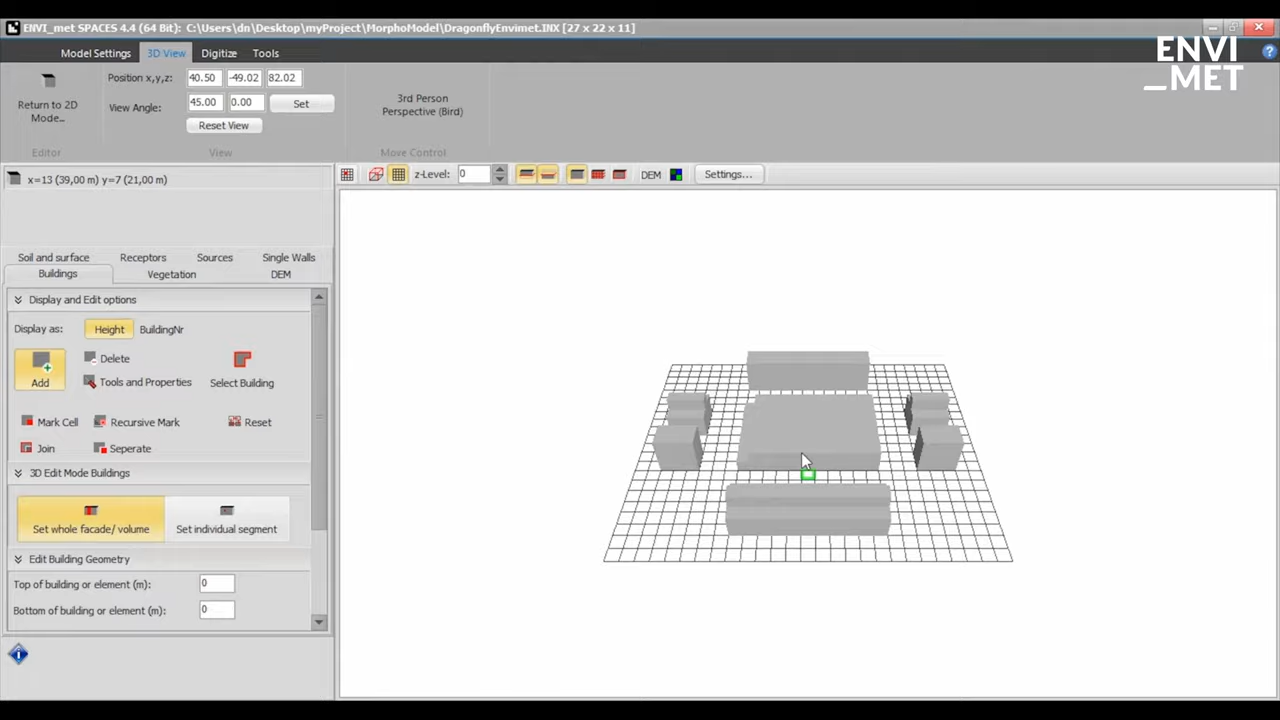 ENVI_met SPACES 4.4 (64 Bit): C:\Users\dn\Desktop\myProject\MorphoModel\DragonflyEnvimet.INX [27 x 22 x 11]
ENVI
_MET
Model Settings 3D View Digitize Tools
Return to 2D Mode...
Position x,y,z: 40.50 -49.02 82.02
View Angle: 45.00 0.00 Set
Reset View
3rd Person
Perspective (Bird)
Editor View Move Control
x=13 (39,00 m) y=7 (21,00 m)
z-Level: 0 DEM Settings...
Soil and surface Receptors Sources Single Walls
Buildings Vegetation DEM
Display and Edit options
Display as: Height BuildingNr
Add
Delete
Tools and Properties
Select Building
Mark Cell Recursive Mark Reset
Join Seperate
3D Edit Mode Buildings
Set whole facade/ volume Set individual segment
Edit Building Geometry
Top of building or element (m): 0
Bottom of building or element (m): 0